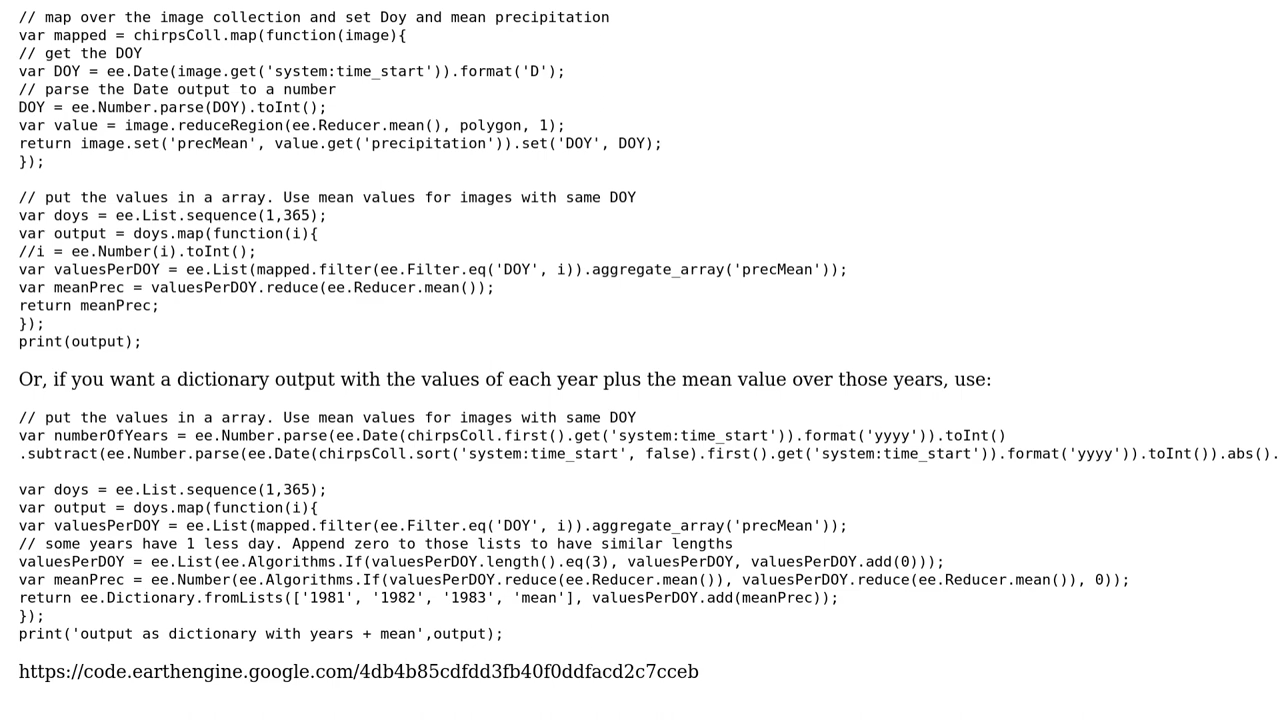 // map over the image collection and set Doy and mean precipitation
var mapped = chirpsColl.map(function(image){
// get the DOY
var DOY = ee.Date(image.get('system:time_start')).format('D');
// parse the Date output to a number
DOY = ee.Number.parse(DOY).toInt();
var value = image.reduceRegion(ee.Reducer.mean(), polygon, 1);
return image.set('precMean', value.get('precipitation')).set('DOY', DOY);
});
// put the values in a array. Use mean values for images with same DOY
var doys = ee.List.sequence(1,365);
var output = doys.map(function(i){
//i = ee.Number(i).toInt();
var valuesPerDOY = ee.List(mapped.filter(ee.Filter.eq('DOY', i)).aggregate_array('precMean'));
var meanPrec = valuesPerDOY.reduce(ee.Reducer.mean());
return meanPrec;
});
print(output);
Or, if you want a dictionary output with the values of each year plus the mean value over those years, use:
// put the values in a array. Use mean values for images with same DOY
var numberOfYears = ee.Number.parse(ee.Date(chirpsColl.first().get('system:time_start')).format('yyyy')).toInt()
.subtract(ee.Number.parse(ee.Date(chirpsColl.sort('system:time_start', false).first().get('system:time_start')).format('yyyy')).toInt()).abs().
var doys = ee.List.sequence(1,365);
var output = doys.map(function(i){
var valuesPerDOY = ee.List(mapped.filter(ee.Filter.eq('DOY', i)).aggregate_array('precMean'));
// some years have 1 less day. Append zero to those lists to have similar lengths
valuesPerDOY = ee.List(ee.Algorithms.If(valuesPerDOY.length().eq(3), valuesPerDOY, valuesPerDOY.add(0)));
var meanPrec = ee.Number(ee.Algorithms.If(valuesPerDOY.reduce(ee.Reducer.mean()), valuesPerDOY.reduce(ee.Reducer.mean()), 0));
return ee.Dictionary.fromLists(['1981', '1982', '1983', 'mean'], valuesPerDOY.add(meanPrec));
});
print('output as dictionary with years + mean',output);
https://code.earthengine.google.com/4db4b85cdfdd3fb40f0ddfacd2c7cceb